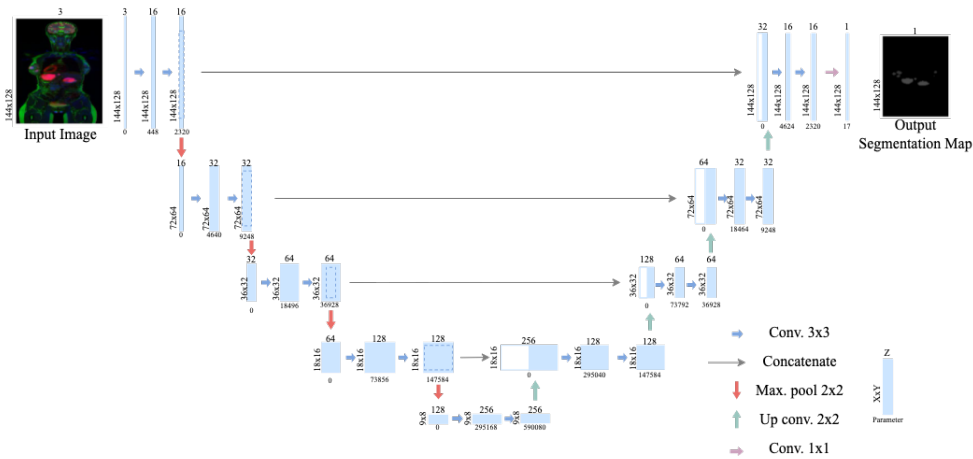 3
144x128
Input Image
3 16 16
144x128 144x128 144x128
0 448 2320
16 32 32
72x64 72x64 72x64
0 4640 9248
32 64 64
36x32 36x32 36x32
0 18496 36928
64 128 128
18x16 18x16 18x16
0 73856 147584
128 256 256
9x8 9x8 9x8
0 295168 590080
256 128 128
18x16 18x16 18x16
0 295040 147584
128 64 64
36x32 36x32 36x32
0 73792 36928
64 32 32
72x64 72x64 72x64
0 18464 9248
32 16 16 1
144x128 144x128 144x128 144x128
0 4624 2320 17
1
144x128
Output
Segmentation Map
Conv. 3x3
Concatenate
Max. pool 2x2
Up conv. 2x2
Conv. 1x1
Z
XxY
Parameter